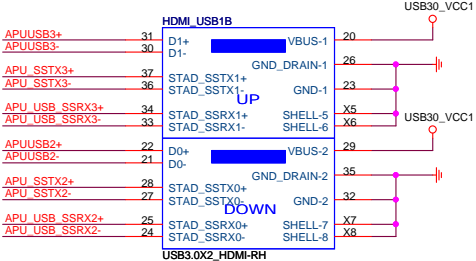 USB30_VCC1
HDMI_USB1B
APUUSB3+ 31 D1+ VBUS-1 20
APUUSB3- 30 D1-
GND_DRAIN-1 26
APU_SSTX3+ 37 STAD_SSTX1+
APU_SSTX3- 36 STAD_SSTX1- GND-1 23
UP
APU_USB_SSRX3+ 34 STAD_SSRX1+ SHELL-5 X5
APU_USB_SSRX3- 33 STAD_SSRX1- SHELL-6 X6
USB30_VCC1
APUUSB2+ 22 D0+ VBUS-2 29
APUUSB2- 21 D0-
GND_DRAIN-2 35
APU_SSTX2+ 28 STAD_SSTX0+
APU_SSTX2- 27 STAD_SSTX0- GND-2 32
DOWN
APU_USB_SSRX2+ 25 STAD_SSRX0+ SHELL-7 X7
APU_USB_SSRX2- 24 STAD_SSRX0- SHELL-8 X8
USB3.0X2_HDMI-RH